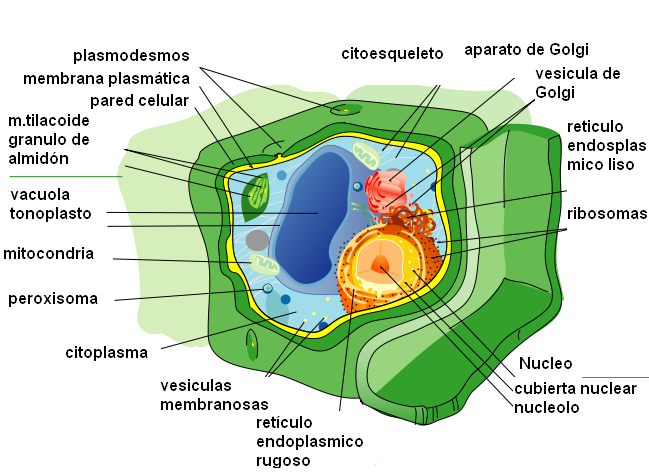 plasmodesmos
membrana plasmática
pared celular
m.tilacoide
granulo de
almidón
vacuola
tonoplasto
mitocondria
peroxisoma
citoplasma
vesiculas
membranosas
retículo
endoplasmico
rugoso
citoesqueleto
aparato de Golgi
vesicula de
Golgi
reticulo
endosplas
mico liso
ribosomas
Nucleo
cubierta nuclear
nucleolo